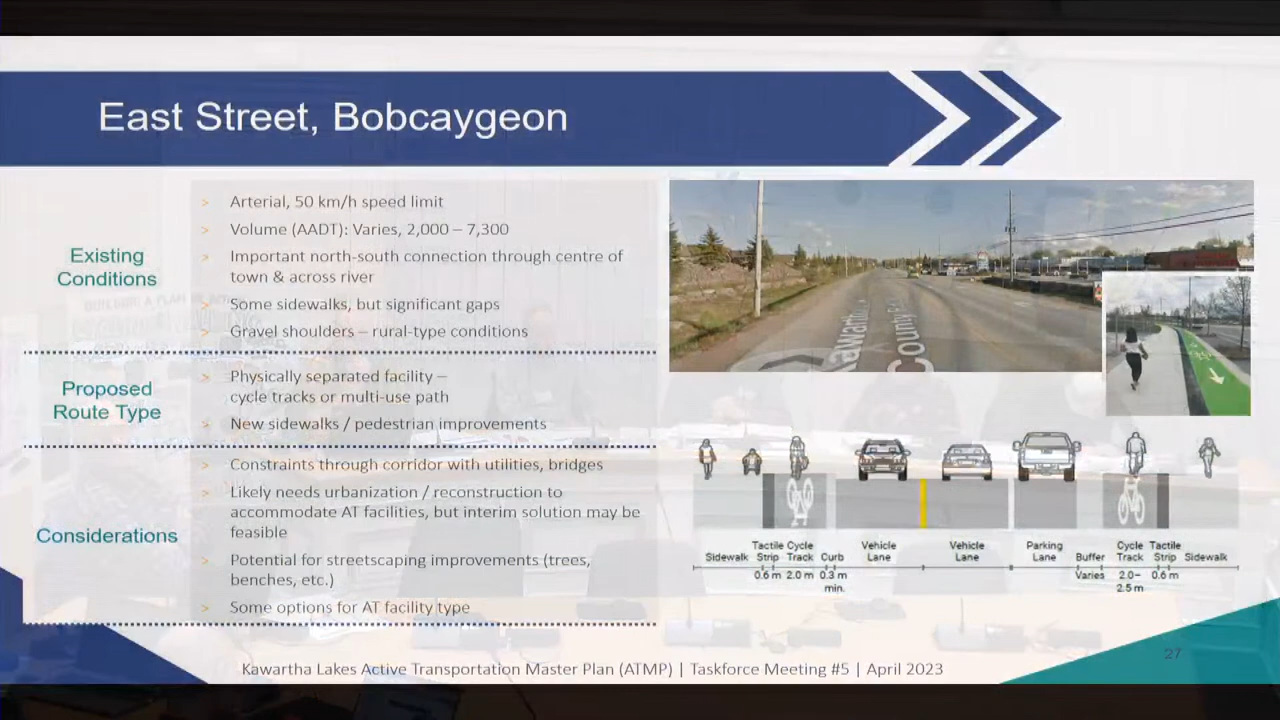 East Street, Bobcaygeon
Existing
Conditions
> Arterial, 50 km/h speed limit
> Volume (AADT): Varies, 2,000 – 7,300
> Important north-south connection through centre of
town & across river
> Some sidewalks, but significant gaps
> Gravel shoulders – rural-type conditions
Proposed
Route Type
> Physically separated facility –
cycle tracks or multi-use path
> New sidewalks / pedestrian improvements
Considerations
> Constraints through corridor with utilities, bridges
> Likely needs urbanization / reconstruction to
accommodate AT facilities, but interim solution may be
feasible
> Potential for streetscaping improvements (trees,
benches, etc.)
> Some options for AT facility type
County
Sidewalk
Tactile
Strip
0.6 m
Cycle
Track
2.0 m
Curb
0.3 m
min.
Vehicle
Lane
Vehicle
Lane
Parking
Lane
Buffer
Varies
Cycle
Track
2.0–
2.5 m
Tactile
Strip
0.6 m
Sidewalk
Kawartha Lakes Active Transportation Master Plan (ATMP) | Taskforce Meeting #5 | April 2023
27